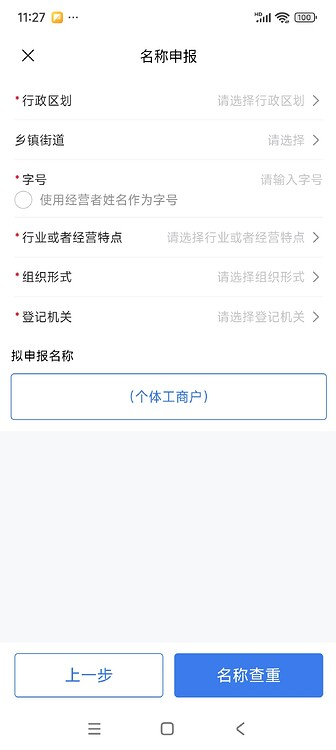 11:27 ···
HD 100
名称申报
*行政区划 请选择行政区划
乡镇街道 请选择
*字号 请输入字号
使用经营者姓名作为字号
*行业或者经营特点 请选择行业或者经营特点
*组织形式 请选择组织形式
*登记机关 请选择登记机关
拟申报名称
（个体工商户）
上一步 名称查重